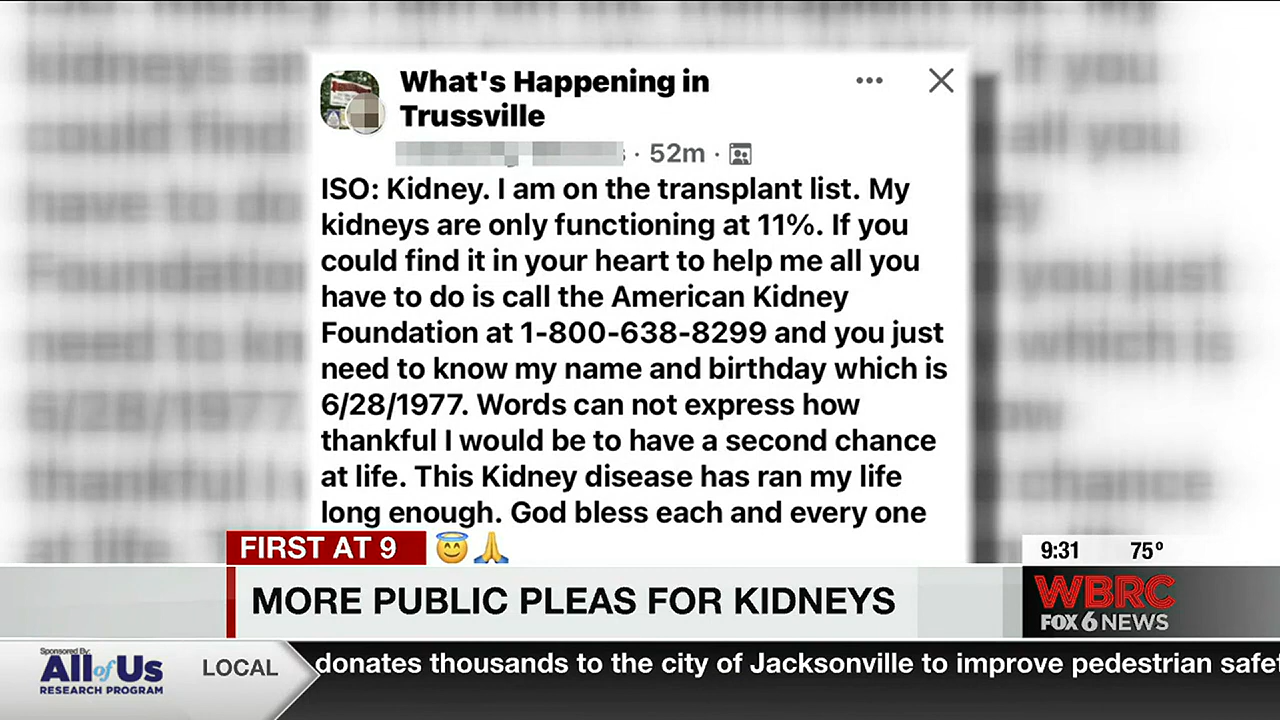 What's Happening in
Trussville
· 52m ·
ISO: Kidney. I am on the transplant list. My
kidneys are only functioning at 11%. If you
could find it in your heart to help me all you
have to do is call the American Kidney
Foundation at 1-800-638-8299 and you just
need to know my name and birthday which is
6/28/1977. Words can not express how
thankful I would be to have a second chance
at life. This Kidney disease has ran my life
long enough. God bless each and every one
😇🙏
FIRST AT 9
MORE PUBLIC PLEAS FOR KIDNEYS
9:31 75°
WBRC
FOX 6 NEWS
Sponsored By:
All of Us
RESEARCH PROGRAM
LOCAL
donates thousands to the city of Jacksonville to improve pedestrian safet